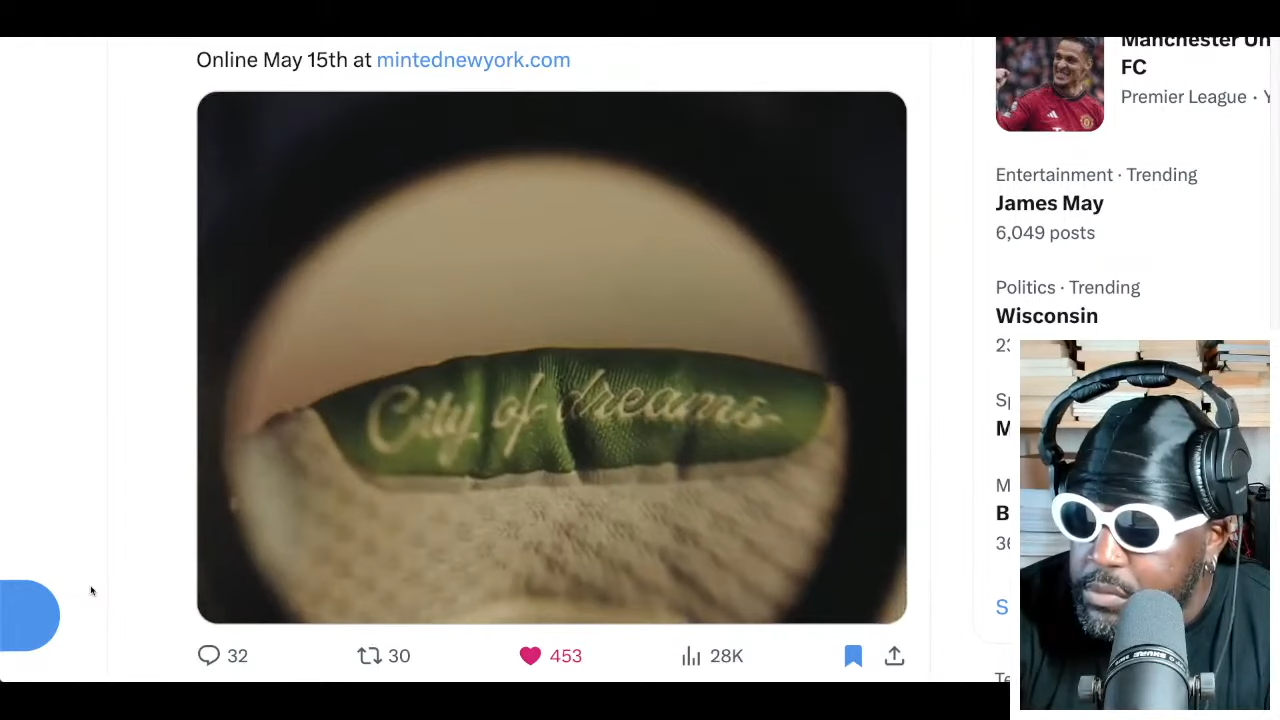 Online May 15th at mintednewyork.com
City of dreams
32
30
453
28K
Manchester Un
FC
Premier League ·
Entertainment · Trending
James May
6,049 posts
Politics · Trending
Wisconsin
SHURE